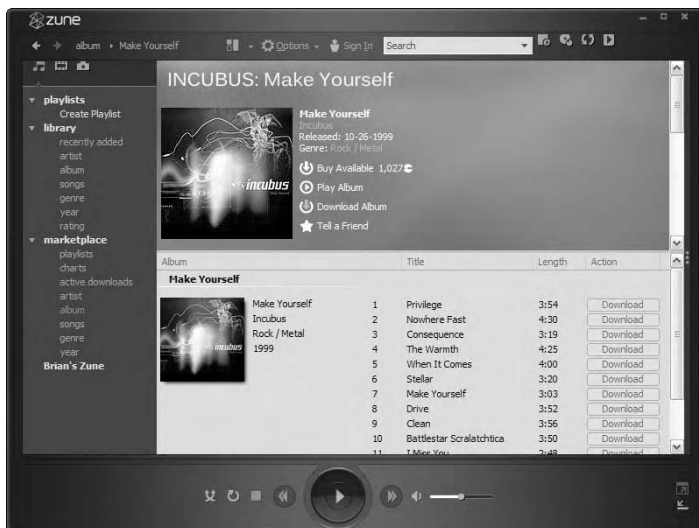 zune
album ▸ Make Yourself
Options
Sign In
Search
INCUBUS: Make Yourself
playlists
Create Playlist
library
recently added
artist
album
songs
genre
year
rating
marketplace
playlists
charts
active downloads
artist
album
songs
genre
year
Brian's Zune
incubus
Make Yourself
Incubus
Released: 10-26-1999
Genre: Rock / Metal
Buy Available 1,027
Play Album
Download Album
Tell a Friend
Album Title Length Action
Make Yourself
incubus
Make Yourself
Incubus
Rock / Metal
1999
1 Privilege 3:54 Download
2 Nowhere Fast 4:30 Download
3 Consequence 3:19 Download
4 The Warmth 4:25 Download
5 When It Comes 4:00 Download
6 Stellar 3:20 Download
7 Make Yourself 3:03 Download
8 Drive 3:52 Download
9 Clean 3:56 Download
10 Battlestar Scralatchtica 3:50 Download
11 I Miss You 2:48 Download